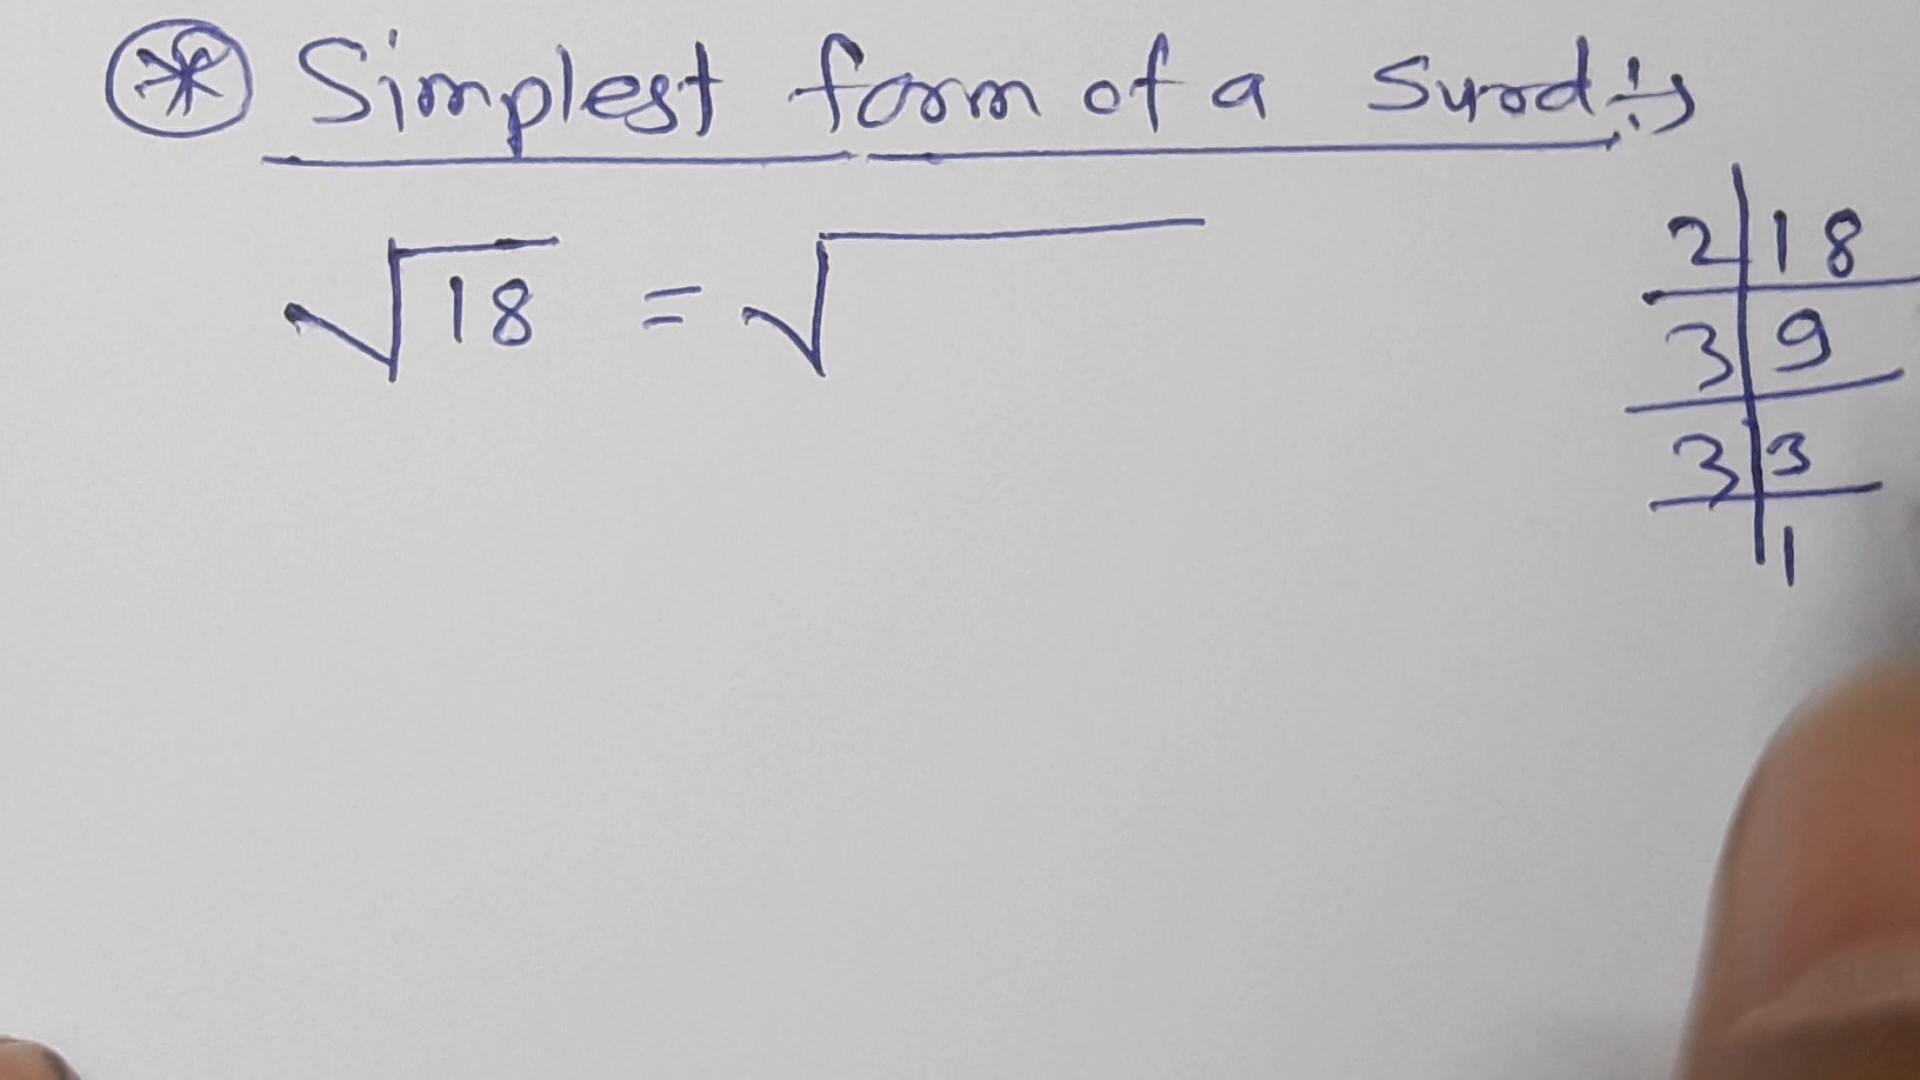 * Simplest form of a Surd :-
√18 = √
2 | 18
3 | 9
3 | 3
1